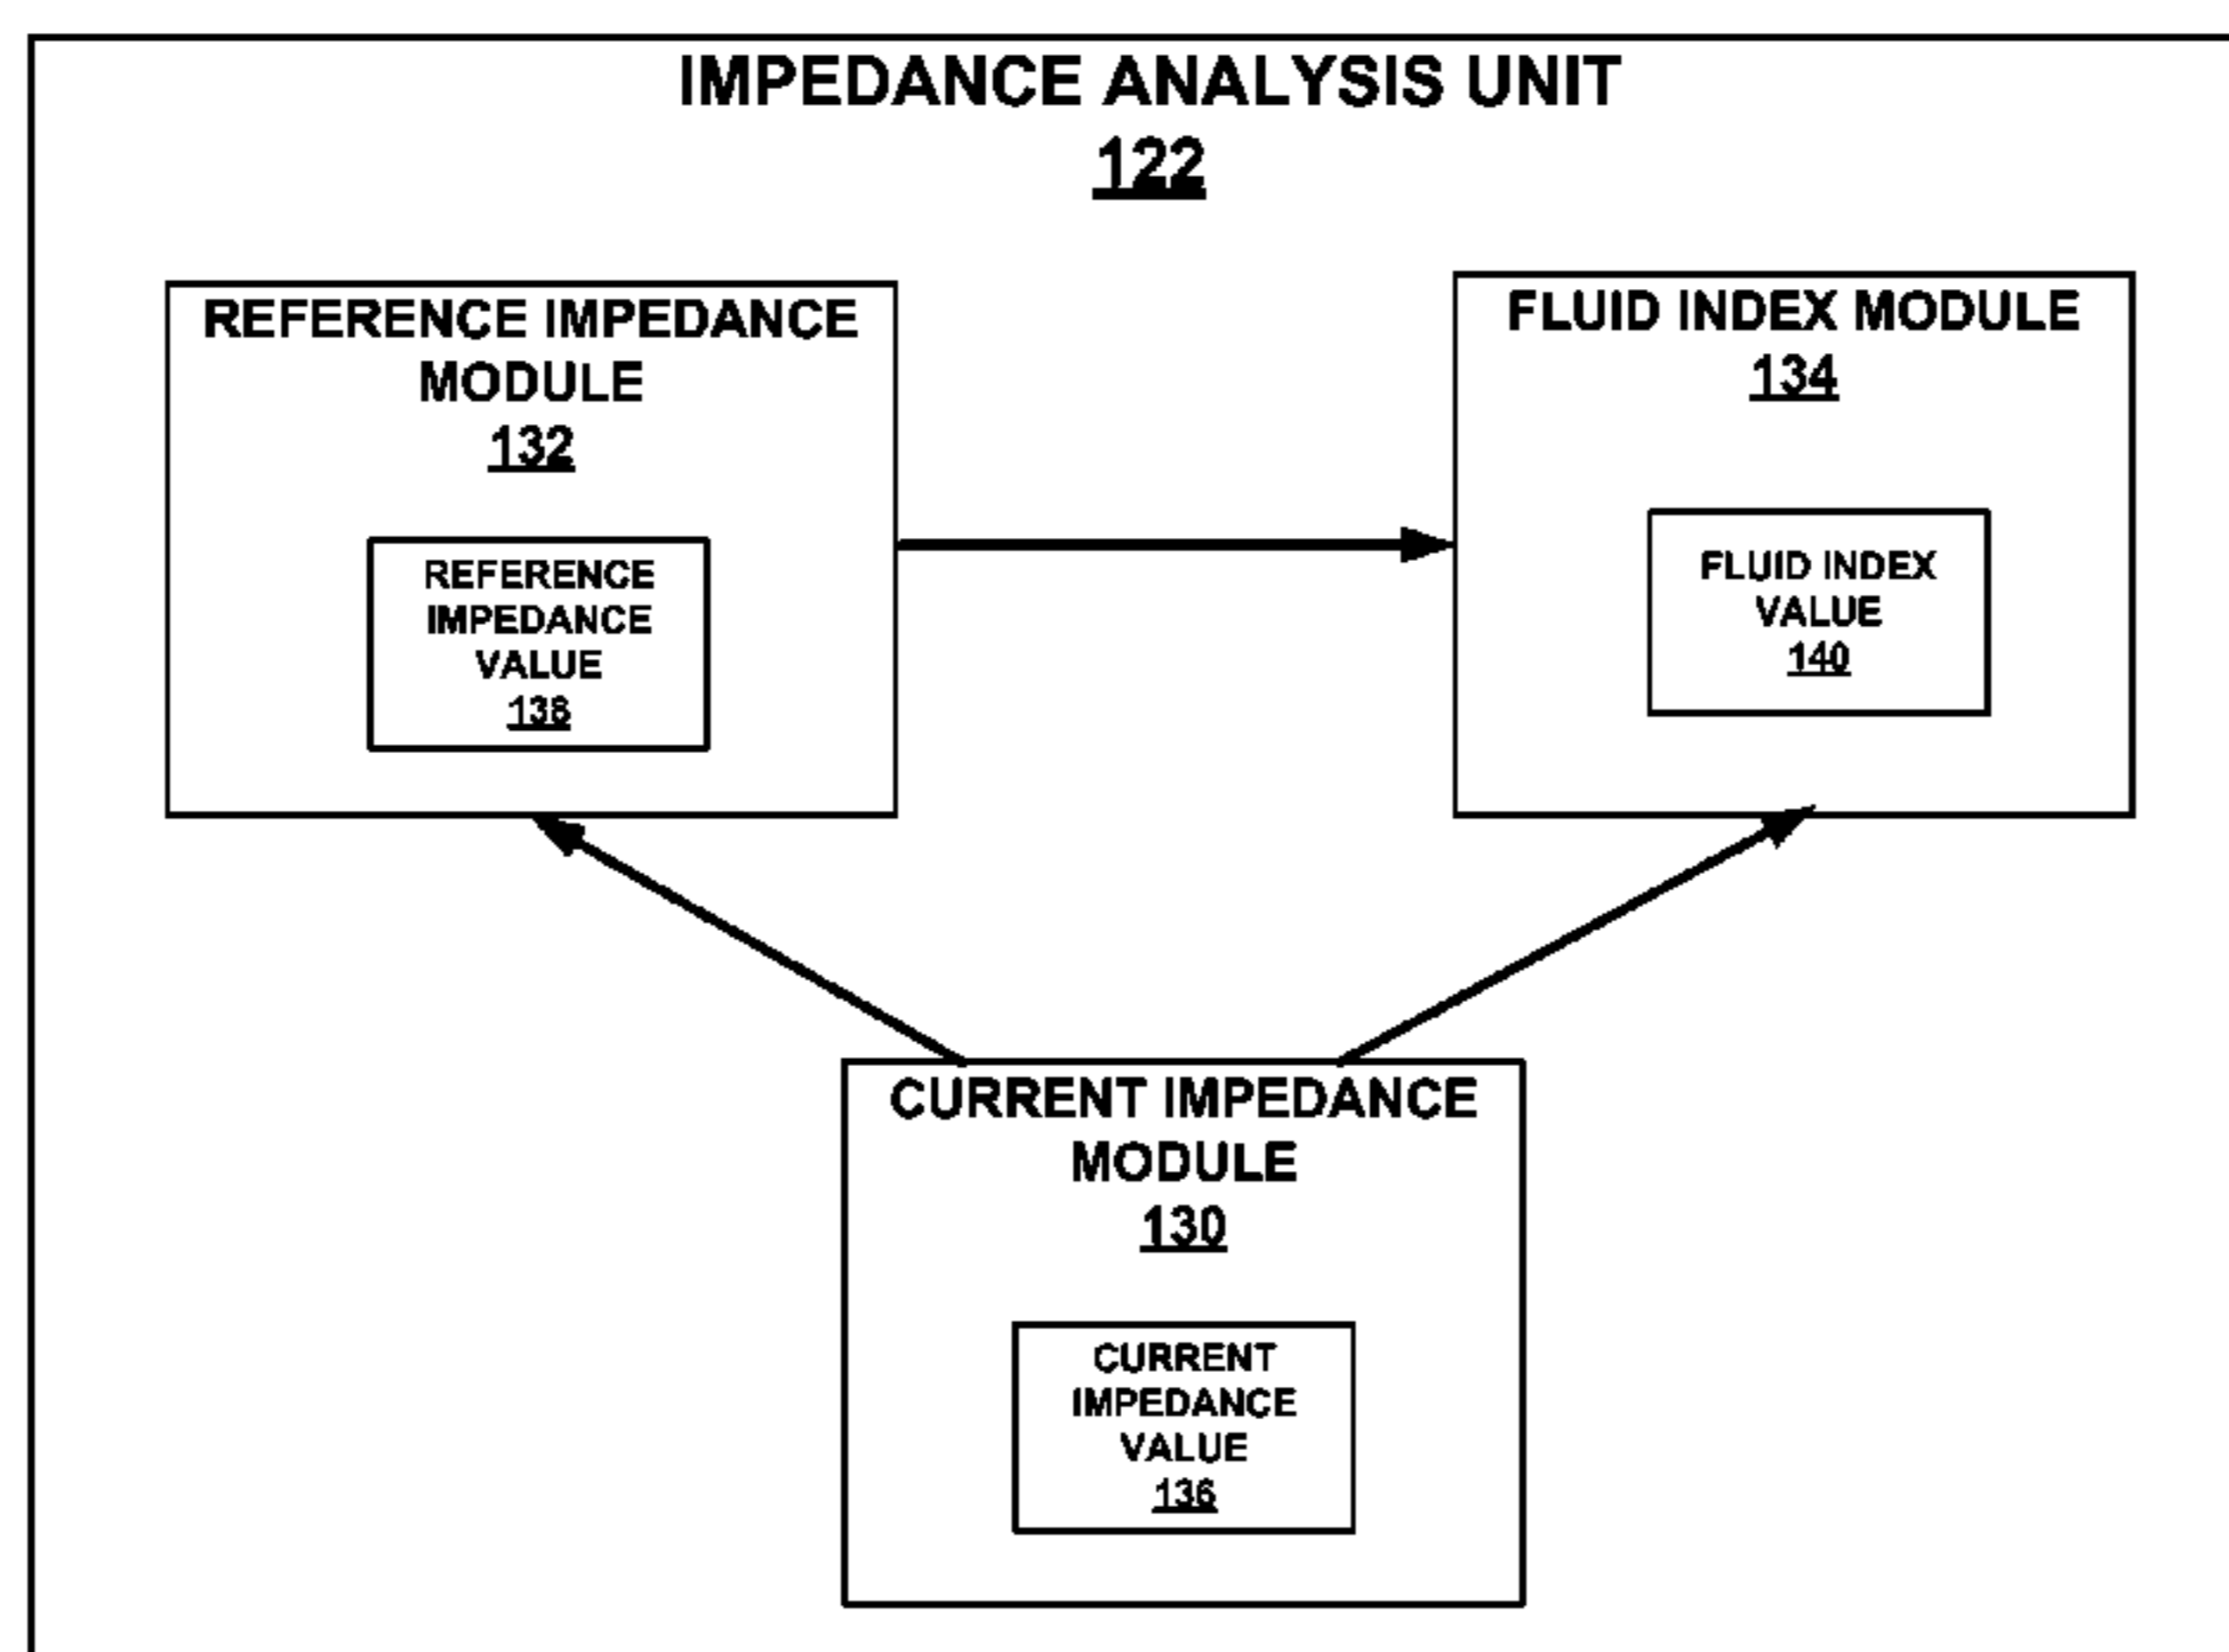 IMPEDANCE ANALYSIS UNIT
122
REFERENCE IMPEDANCE
MODULE
132
REFERENCE
IMPEDANCE
VALUE
138
FLUID INDEX MODULE
134
FLUID INDEX
VALUE
140
CURRENT IMPEDANCE
MODULE
130
CURRENT
IMPEDANCE
VALUE
136